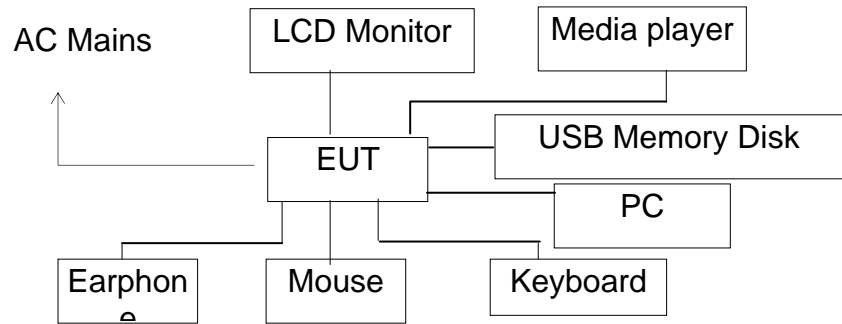 AC Mains
LCD Monitor
Media player
EUT
USB Memory Disk
PC
Earphon
e
Mouse
Keyboard